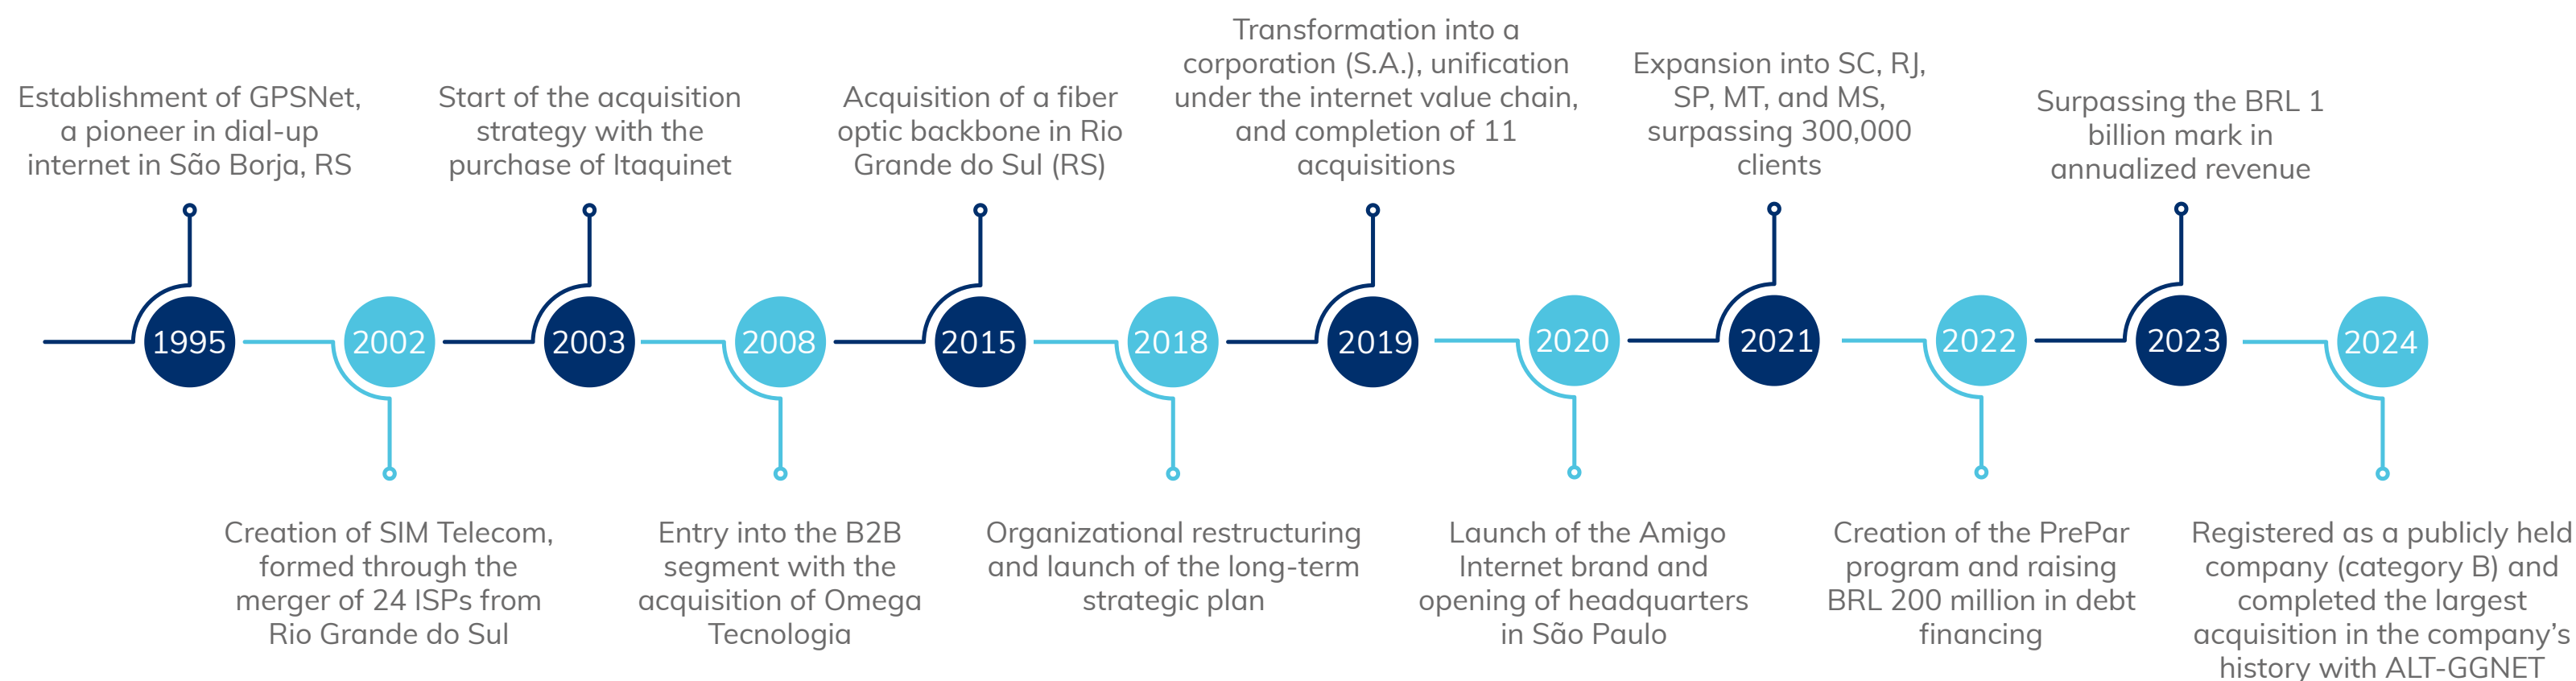 Establishment of GPSNet,
a pioneer in dial-up
internet in São Borja, RS
1995
Creation of SIM Telecom,
formed through the
merger of 24 ISPs from
Rio Grande do Sul
2002
Start of the acquisition
strategy with the
purchase of Itaquinet
2003
Entry into the B2B
segment with the
acquisition of Omega
Tecnologia
2008
Acquisition of a fiber
optic backbone in Rio
Grande do Sul (RS)
2015
Organizational restructuring
and launch of the long-term
strategic plan
2018
Transformation into a
corporation (S.A.), unification
under the internet value chain,
and completion of 11
acquisitions
2019
Launch of the Amigo
Internet brand and
opening of headquarters
in São Paulo
2020
Expansion into SC, RJ,
SP, MT, and MS,
surpassing 300,000
clients
2021
Creation of the PrePar
program and raising
BRL 200 million in debt
financing
2022
Surpassing the BRL 1
billion mark in
annualized revenue
2023
Registered as a publicly held
company (category B) and
completed the largest
acquisition in the company’s
history with ALT-GGNET
2024